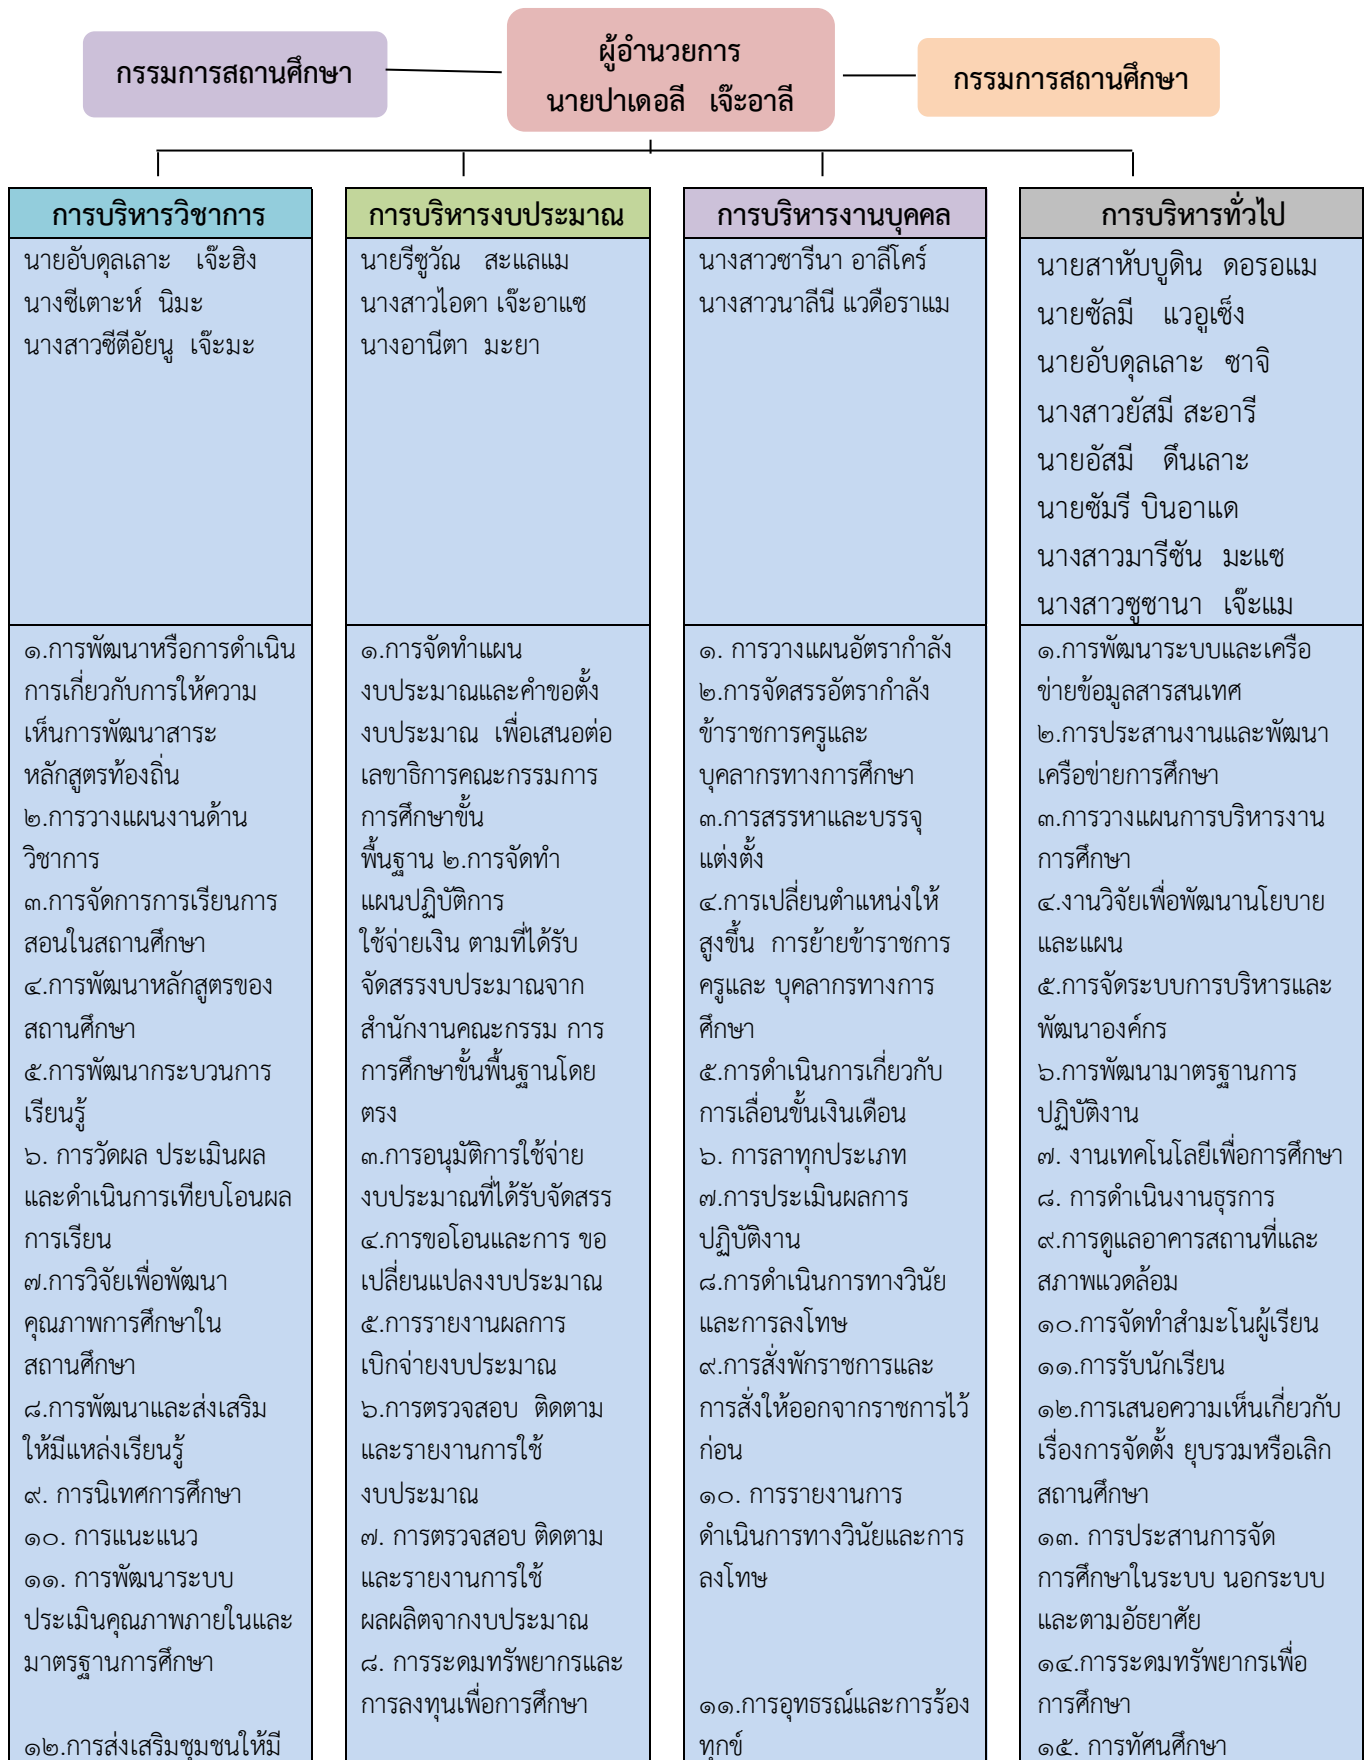 กรรมการสถานศึกษา
ผู้อำนวยการ
นายปาเดอลี เจ๊ะอาลี
กรรมการสถานศึกษา
การบริหารวิชาการ
นายอับดุลเลาะ เจ๊ะฮิง
นางซีเตาะห์ นิมะ
นางสาวซีตีอัยนู เจ๊ะมะ
๑.การพัฒนาหรือการดำเนิน
การเกี่ยวกับการให้ความ
เห็นการพัฒนาสาระ
หลักสูตรท้องถิ่น
๒.การวางแผนงานด้าน
วิชาการ
๓.การจัดการการเรียนการ
สอนในสถานศึกษา
๔.การพัฒนาหลักสูตรของ
สถานศึกษา
๕.การพัฒนากระบวนการ
เรียนรู้
๖. การวัดผล ประเมินผล
และดำเนินการเทียบโอนผล
การเรียน
๗.การวิจัยเพื่อพัฒนา
คุณภาพการศึกษาใน
สถานศึกษา
๘.การพัฒนาและส่งเสริม
ให้มีแหล่งเรียนรู้
๙. การนิเทศการศึกษา
๑๐. การแนะแนว
๑๑. การพัฒนาระบบ
ประเมินคุณภาพภายในและ
มาตรฐานการศึกษา
๑๒.การส่งเสริมชุมชนให้มี
การบริหารงบประมาณ
นายรีซูวัณ สะแลแม
นางสาวไอดา เจ๊ะอาแซ
นางอานีตา มะยา
๑.การจัดทำแผน
งบประมาณและคำขอตั้ง
งบประมาณ เพื่อเสนอต่อ
เลขาธิการคณะกรรมการ
การศึกษาขั้น
พื้นฐาน ๒.การจัดทำ
แผนปฏิบัติการ
ใช้จ่ายเงิน ตามที่ได้รับ
จัดสรรงบประมาณจาก
สำนักงานคณะกรรม การ
การศึกษาขั้นพื้นฐานโดย
ตรง
๓.การอนุมัติการใช้จ่าย
งบประมาณที่ได้รับจัดสรร
๔.การขอโอนและการ ขอ
เปลี่ยนแปลงงบประมาณ
๕.การรายงานผลการ
เบิกจ่ายงบประมาณ
๖.การตรวจสอบ ติดตาม
และรายงานการใช้
งบประมาณ
๗. การตรวจสอบ ติดตาม
และรายงานการใช้
ผลผลิตจากงบประมาณ
๘. การระดมทรัพยากรและ
การลงทุนเพื่อการศึกษา
การบริหารงานบุคคล
นางสาวซารีนา อาลีโคร์
นางสาวนาลีนี แวดือราแม
๑. การวางแผนอัตรากำลัง
๒.การจัดสรรอัตรากำลัง
ข้าราชการครูและ
บุคลากรทางการศึกษา
๓.การสรรหาและบรรจุ
แต่งตั้ง
๔.การเปลี่ยนตำแหน่งให้
สูงขึ้น การย้ายข้าราชการ
ครูและ บุคลากรทางการ
ศึกษา
๕.การดำเนินการเกี่ยวกับ
การเลื่อนขั้นเงินเดือน
๖. การลาทุกประเภท
๗.การประเมินผลการ
ปฏิบัติงาน
๘.การดำเนินการทางวินัย
และการลงโทษ
๙.การสั่งพักราชการและ
การสั่งให้ออกจากราชการไว้
ก่อน
๑๐. การรายงานการ
ดำเนินการทางวินัยและการ
ลงโทษ
๑๑.การอุทธรณ์และการร้อง
ทุกข์
การบริหารทั่วไป
นายสาหับบูดิน ดอรอแม
นายซัลมี แวอูเซ็ง
นายอับดุลเลาะ ซาจิ
นางสาวยัสมี สะอารี
นายอัสมี ดึนเลาะ
นายซัมรี บินอาแด
นางสาวมารีซัน มะแซ
นางสาวซูซานา เจ๊ะแม
๑.การพัฒนาระบบและเครือ
ข่ายข้อมูลสารสนเทศ
๒.การประสานงานและพัฒนา
เครือข่ายการศึกษา
๓.การวางแผนการบริหารงาน
การศึกษา
๔.งานวิจัยเพื่อพัฒนานโยบาย
และแผน
๕.การจัดระบบการบริหารและ
พัฒนาองค์กร
๖.การพัฒนามาตรฐานการ
ปฏิบัติงาน
๗. งานเทคโนโลยีเพื่อการศึกษา
๘. การดำเนินงานธุรการ
๙.การดูแลอาคารสถานที่และ
สภาพแวดล้อม
๑๐.การจัดทำสำมะโนผู้เรียน
๑๑.การรับนักเรียน
๑๒.การเสนอความเห็นเกี่ยวกับ
เรื่องการจัดตั้ง ยุบรวมหรือเลิก
สถานศึกษา
๑๓. การประสานการจัด
การศึกษาในระบบ นอกระบบ
และตามอัธยาศัย
๑๔.การระดมทรัพยากรเพื่อ
การศึกษา
๑๕. การทัศนศึกษา